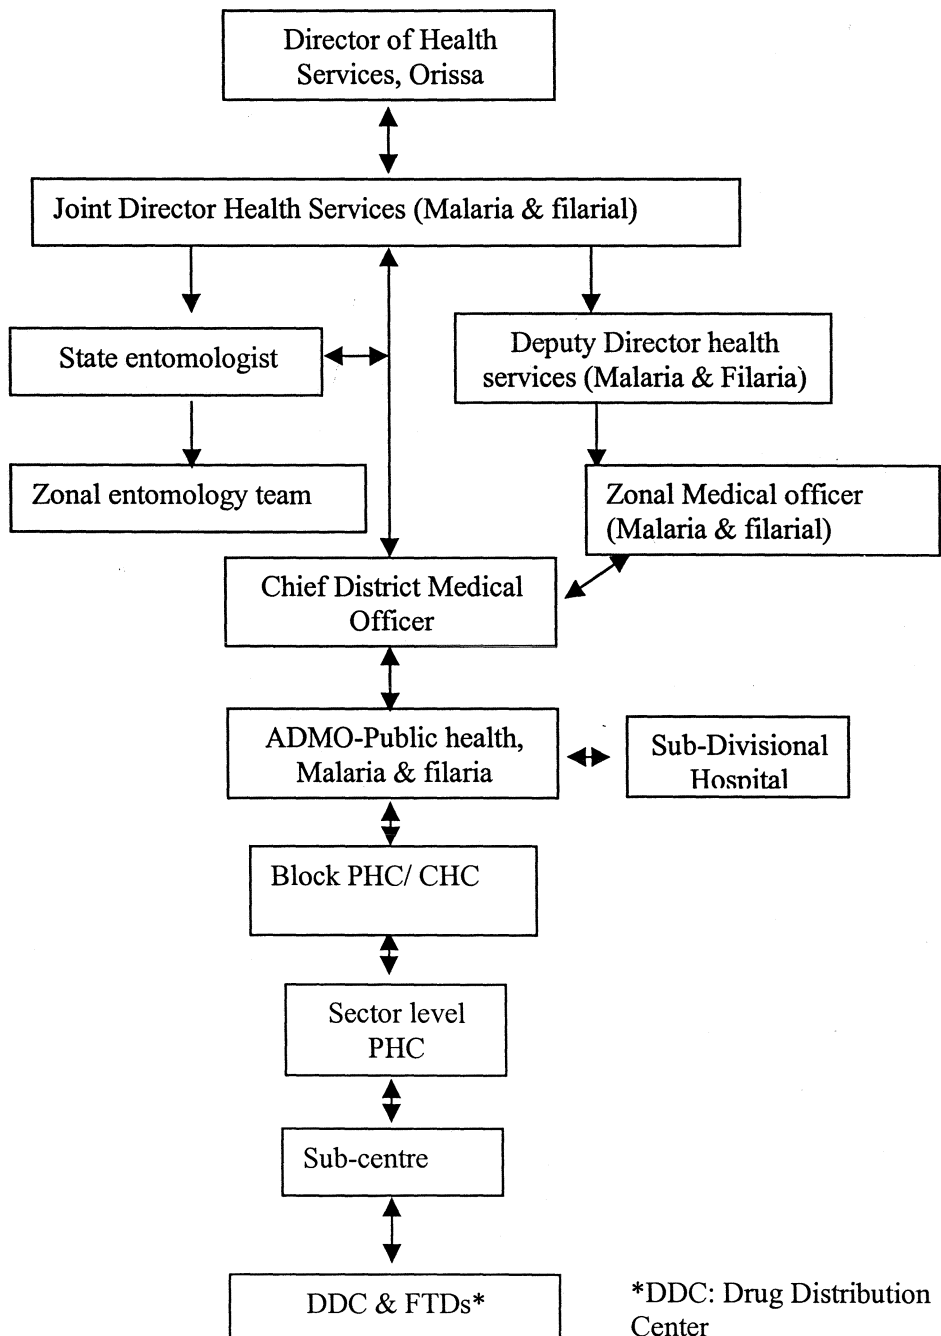 Director of Health
Services, Orissa
Joint Director Health Services (Malaria & filarial)
State entomologist
Deputy Director health
services (Malaria & Filaria)
Zonal entomology team
Zonal Medical officer
(Malaria & filarial)
Chief District Medical
Officer
ADMO-Public health,
Malaria & filaria
Sub-Divisional
Hospital
Block PHC/ CHC
Sector level
PHC
Sub-centre
DDC & FTDs*
*DDC: Drug Distribution
Center